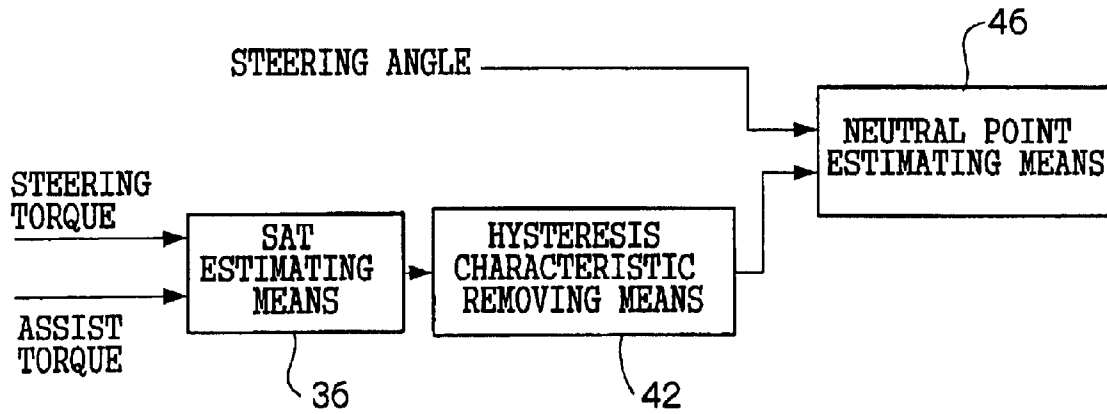 46
STEERING ANGLE
NEUTRAL POINT
ESTIMATING MEANS
STEERING
TORQUE
SAT
ESTIMATING
MEANS
HYSTERESIS
CHARACTERISTIC
REMOVING MEANS
ASSIST
TORQUE
36
42